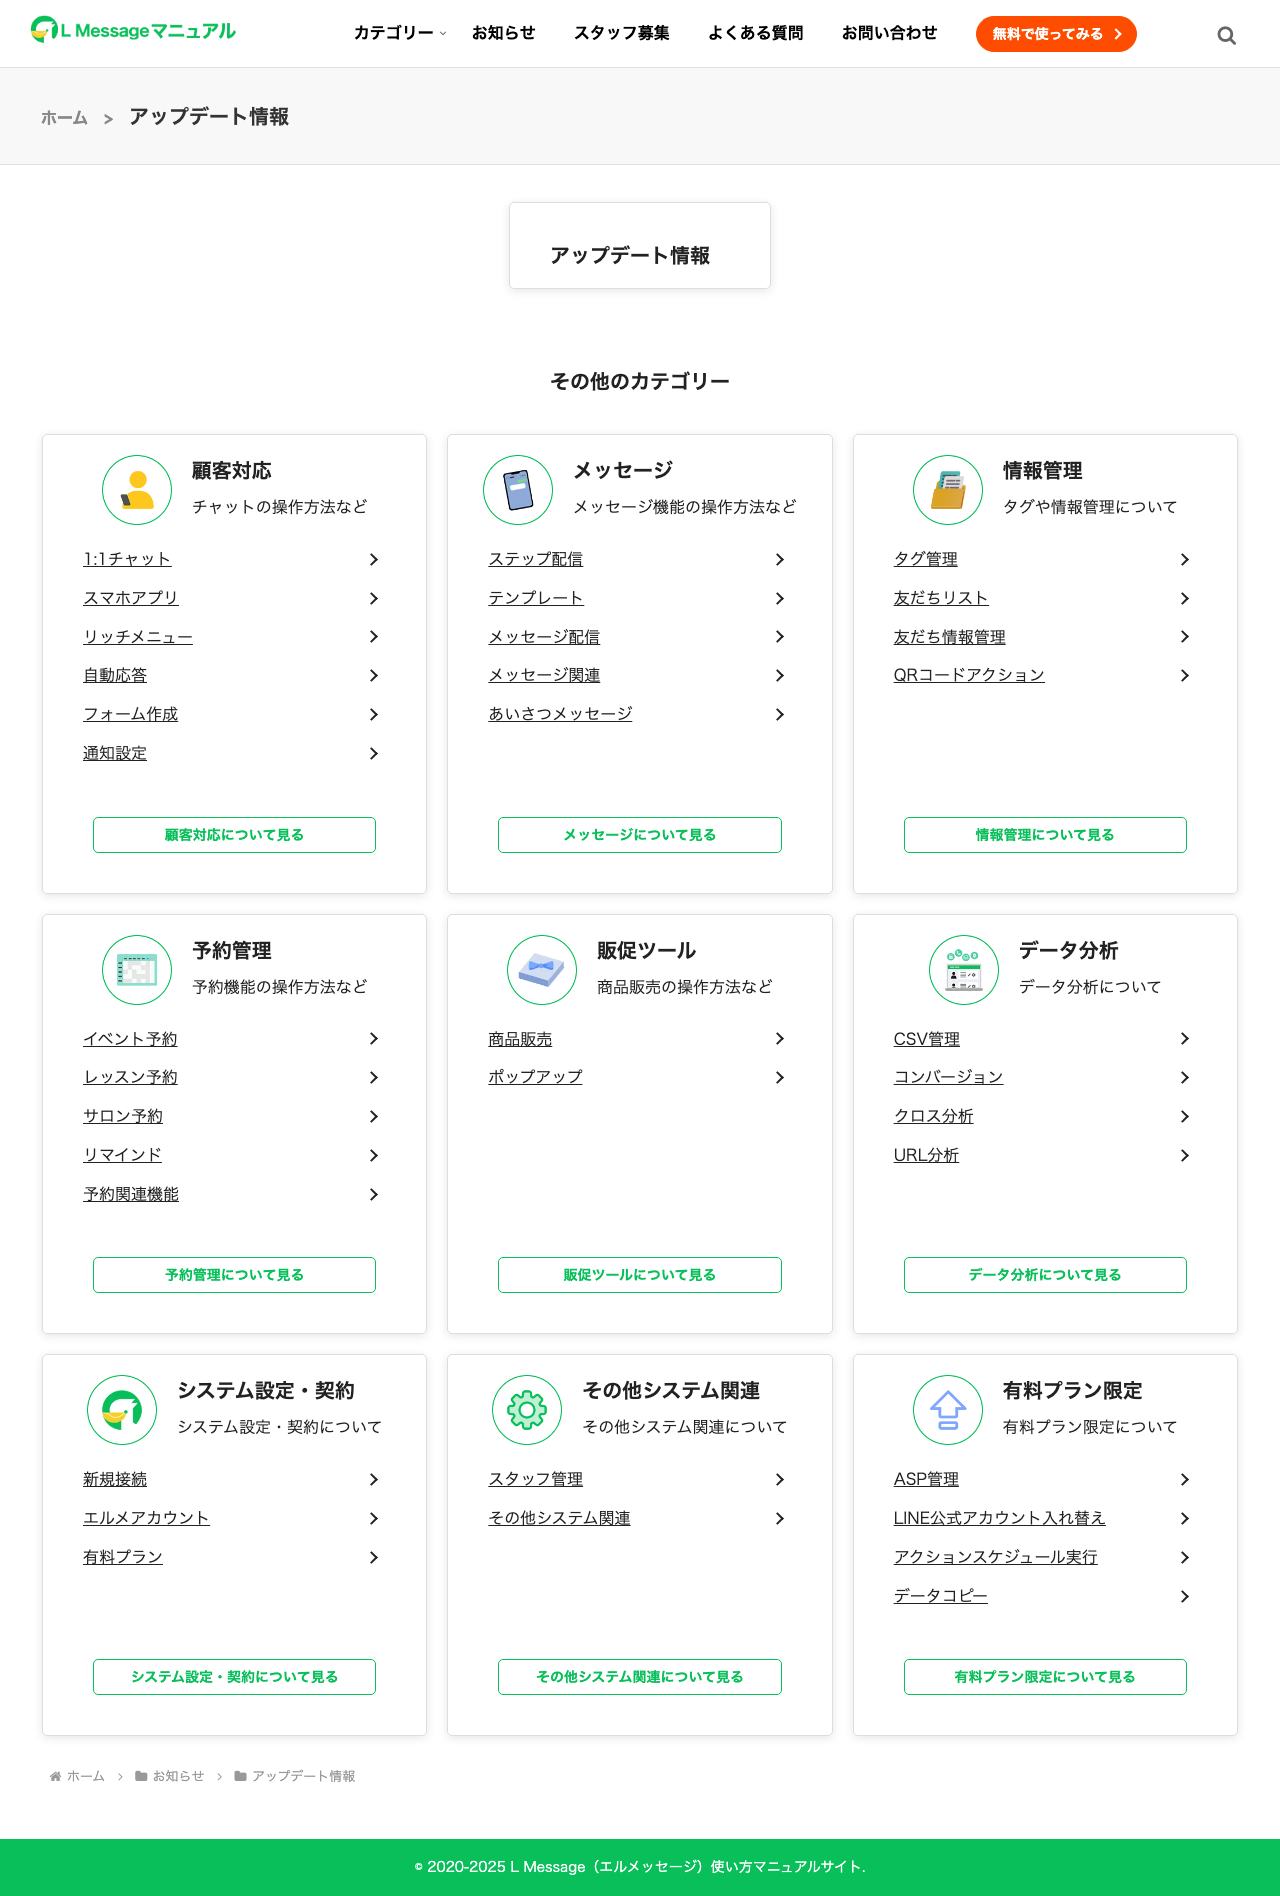 L Messageマニュアル
カテゴリー お知らせ スタッフ募集 よくある質問 お問い合わせ 無料で使ってみる
ホーム > アップデート情報
アップデート情報
その他のカテゴリー
顧客対応
チャットの操作方法など
1:1チャット
スマホアプリ
リッチメニュー
自動応答
フォーム作成
通知設定
顧客対応について見る
メッセージ
メッセージ機能の操作方法など
ステップ配信
テンプレート
メッセージ配信
メッセージ関連
あいさつメッセージ
メッセージについて見る
情報管理
タグや情報管理について
タグ管理
友だちリスト
友だち情報管理
QRコードアクション
情報管理について見る
予約管理
予約機能の操作方法など
イベント予約
レッスン予約
サロン予約
リマインド
予約関連機能
予約管理について見る
販促ツール
商品販売の操作方法など
商品販売
ポップアップ
販促ツールについて見る
データ分析
データ分析について
CSV管理
コンバージョン
クロス分析
URL分析
データ分析について見る
システム設定・契約
システム設定・契約について
新規接続
エルメアカウント
有料プラン
システム設定・契約について見る
その他システム関連
その他システム関連について
スタッフ管理
その他システム関連
その他システム関連について見る
有料プラン限定
有料プラン限定について
ASP管理
LINE公式アカウント入れ替え
アクションスケジュール実行
データコピー
有料プラン限定について見る
ホーム > お知らせ > アップデート情報
© 2020-2025 L Message（エルメッセージ）使い方マニュアルサイト.